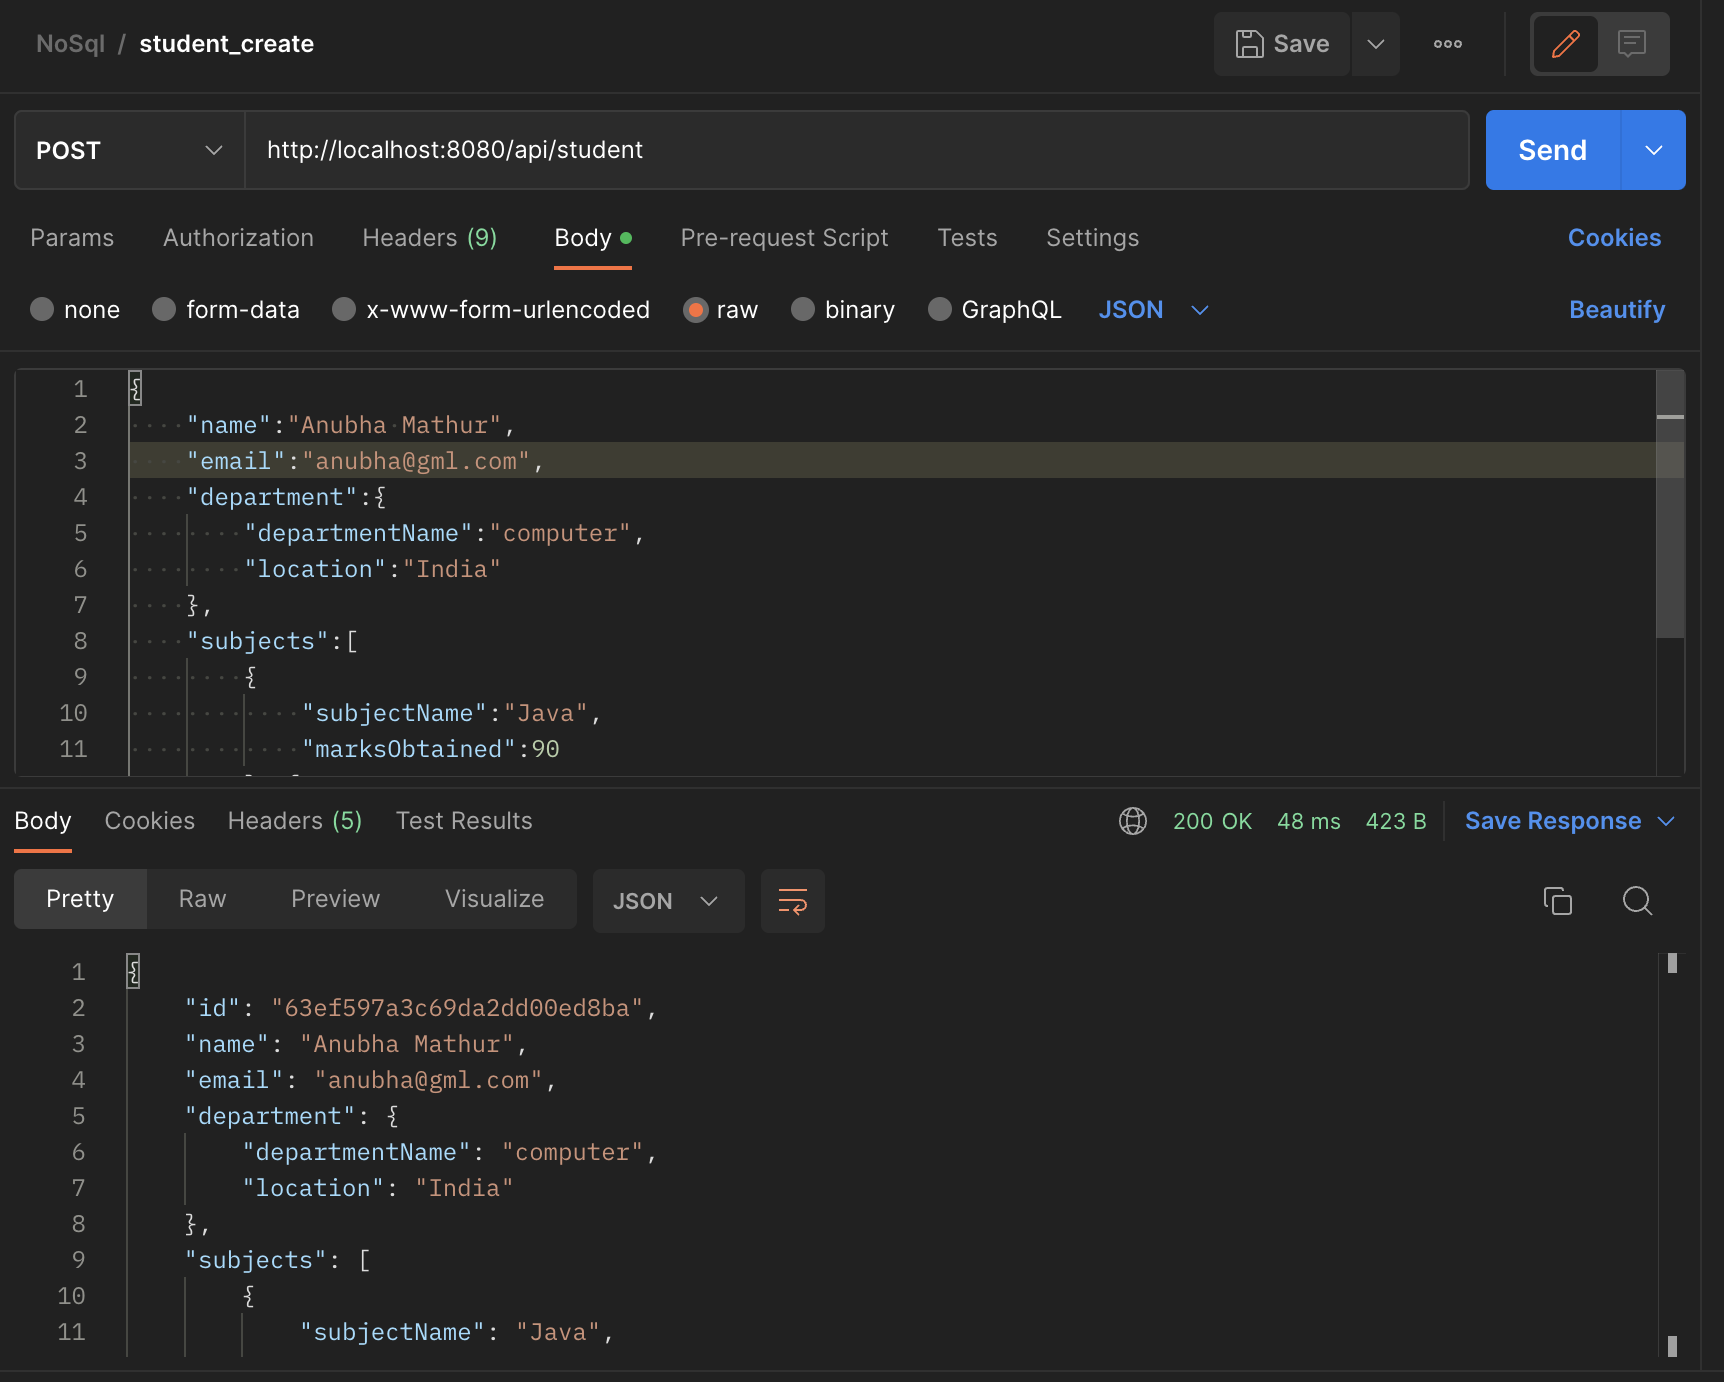 NoSql / student_create
Save
POST
http://localhost:8080/api/student
Send
Params Authorization Headers (9) Body Pre-request Script Tests Settings Cookies
none form-data x-www-form-urlencoded raw binary GraphQL JSON Beautify
1 {
2 "name":"Anubha Mathur",
3 "email":"anubha@gml.com",
4 "department":{
5 "departmentName":"computer",
6 "location":"India"
7 },
8 "subjects":[
9 {
10 "subjectName":"Java",
11 "marksObtained":90
Body Cookies Headers (5) Test Results 200 OK 48 ms 423 B Save Response
Pretty Raw Preview Visualize JSON
1 {
2 "id": "63ef597a3c69da2dd00ed8ba",
3 "name": "Anubha Mathur",
4 "email": "anubha@gml.com",
5 "department": {
6 "departmentName": "computer",
7 "location": "India"
8 },
9 "subjects": [
10 {
11 "subjectName": "Java",